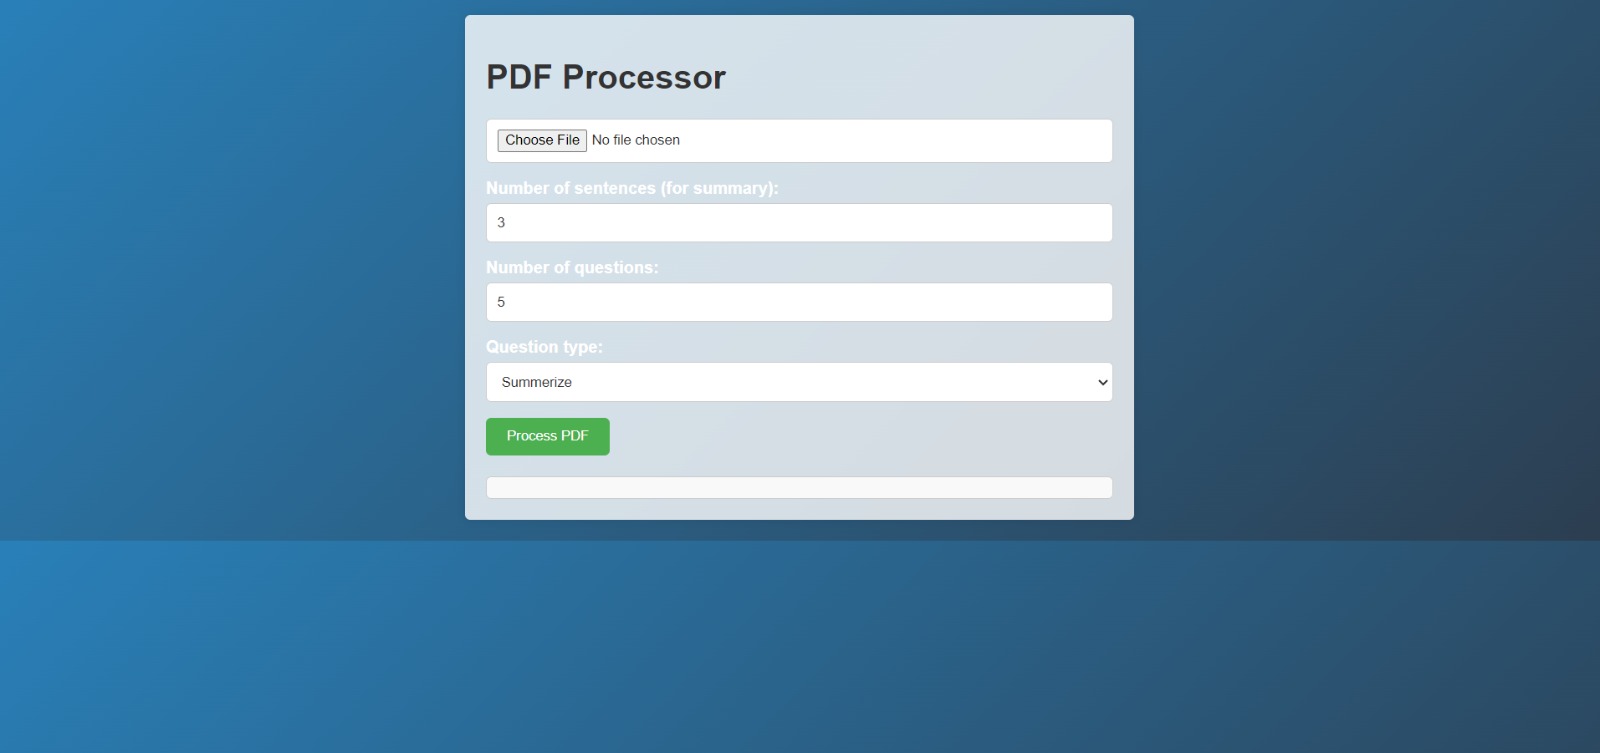 PDF Processor
Choose File No file chosen
Number of sentences (for summary):
3
Number of questions:
5
Question type:
Summerize
Process PDF